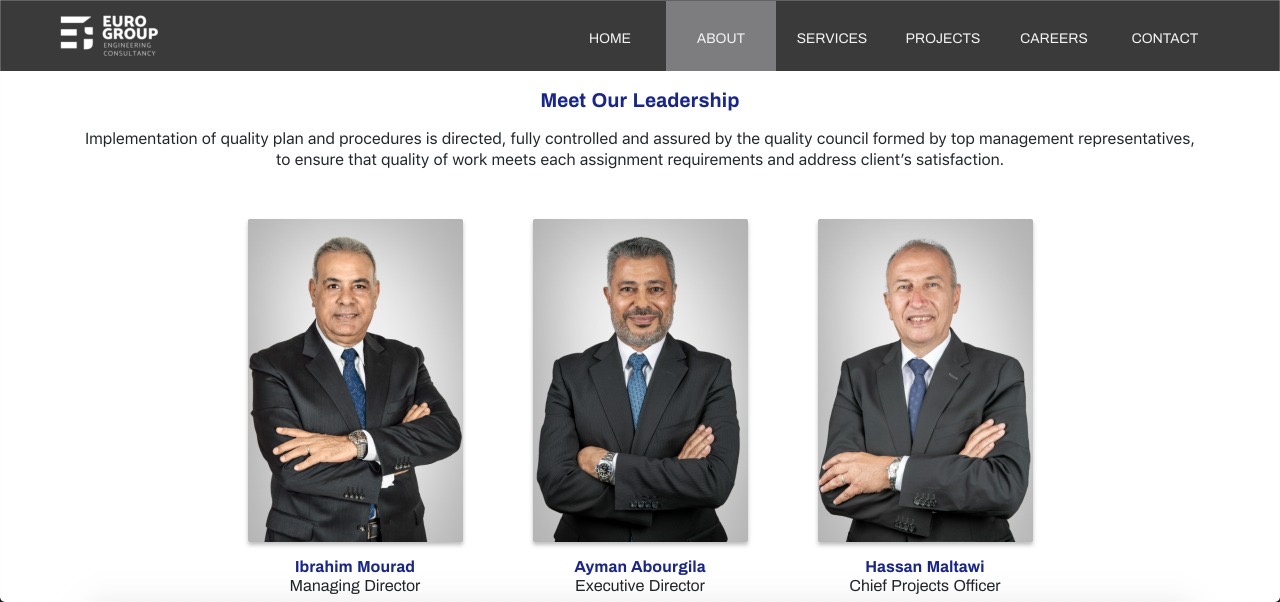 EURO
GROUP
ENGINEERING
CONSULTANCY
HOME ABOUT SERVICES PROJECTS CAREERS CONTACT
Meet Our Leadership
Implementation of quality plan and procedures is directed, fully controlled and assured by the quality council formed by top management representatives,
to ensure that quality of work meets each assignment requirements and address client’s satisfaction.
Ibrahim Mourad
Managing Director
Ayman Abourgila
Executive Director
Hassan Maltawi
Chief Projects Officer